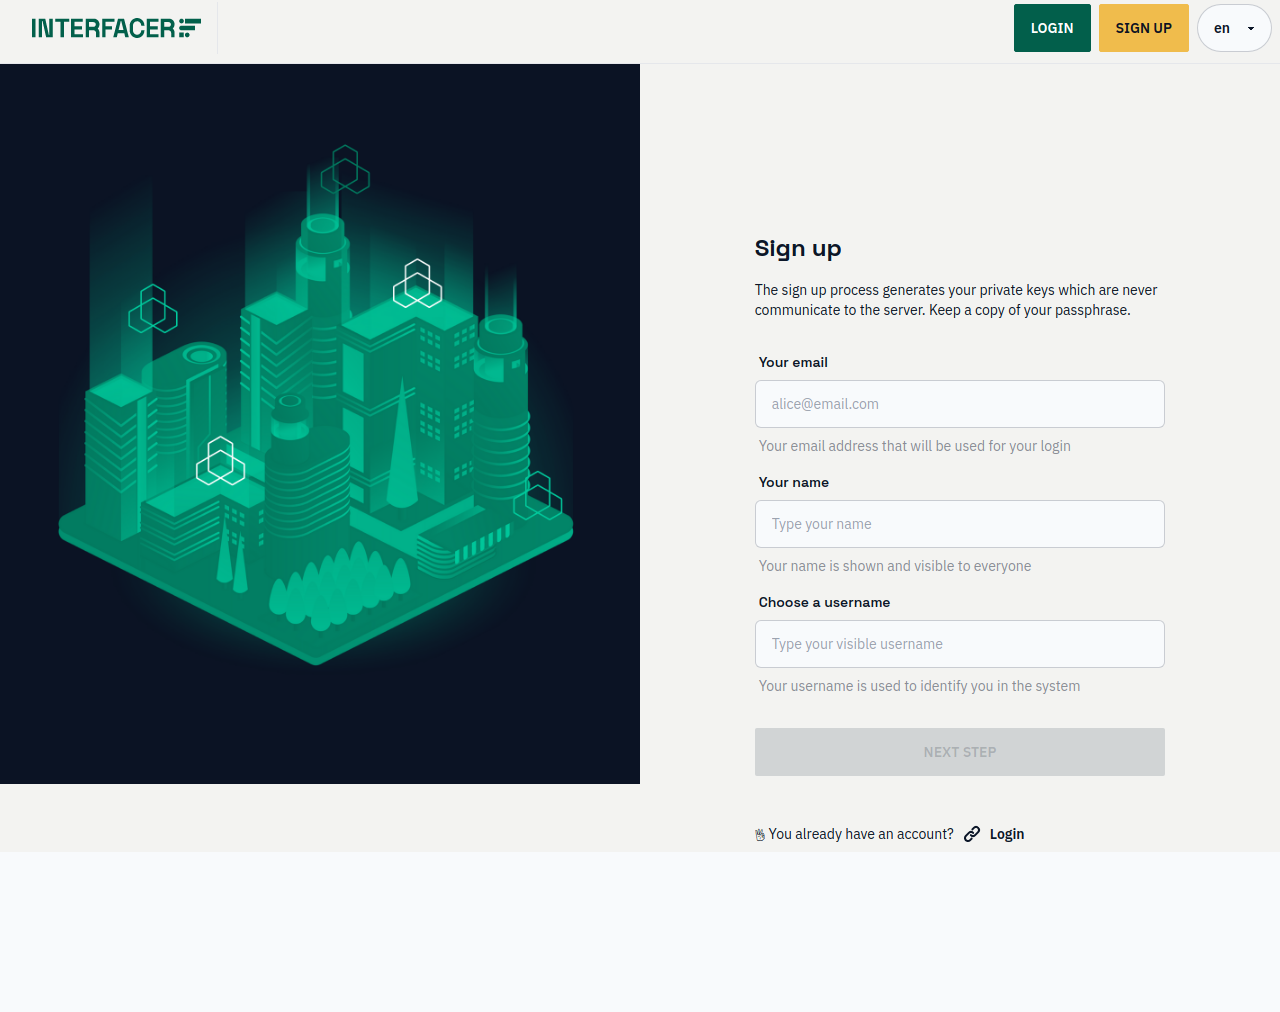 INTERFACER
LOGIN
SIGN UP
en
Sign up
The sign up process generates your private keys which are never
communicate to the server. Keep a copy of your passphrase.
Your email
alice@email.com
Your email address that will be used for your login
Your name
Type your name
Your name is shown and visible to everyone
Choose a username
Type your visible username
Your username is used to identify you in the system
NEXT STEP
You already have an account? Login